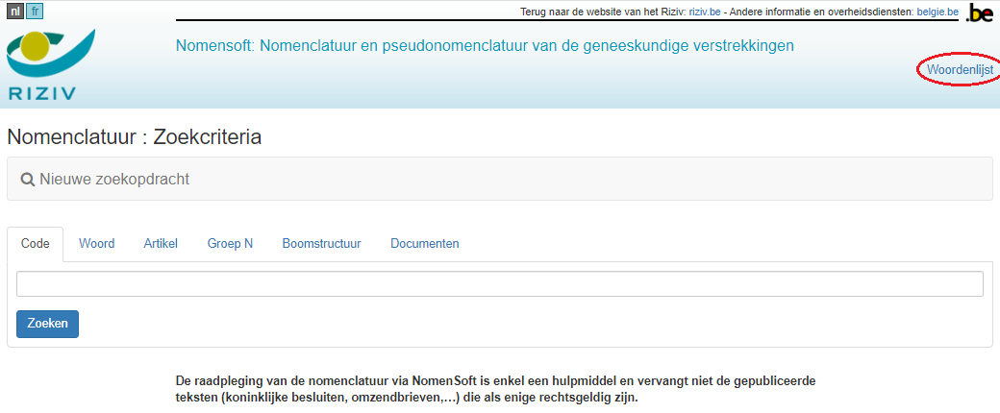 nl fr
Terug naar de website van het Riziv: riziv.be - Andere informatie en overheidsdiensten: belgie.be .be
Nomensoft: Nomenclatuur en pseudonomenclatuur van de geneeskundige verstrekkingen
Woordenlijst
RIZIV
Nomenclatuur : Zoekcriteria
Nieuwe zoekopdracht
Code Woord Artikel Groep N Boomstructuur Documenten
Zoeken
De raadpleging van de nomenclatuur via NomenSoft is enkel een hulpmiddel en vervangt niet de gepubliceerde
teksten (koninklijke besluiten, omzendbrieven,...) die als enige rechtsgeldig zijn.